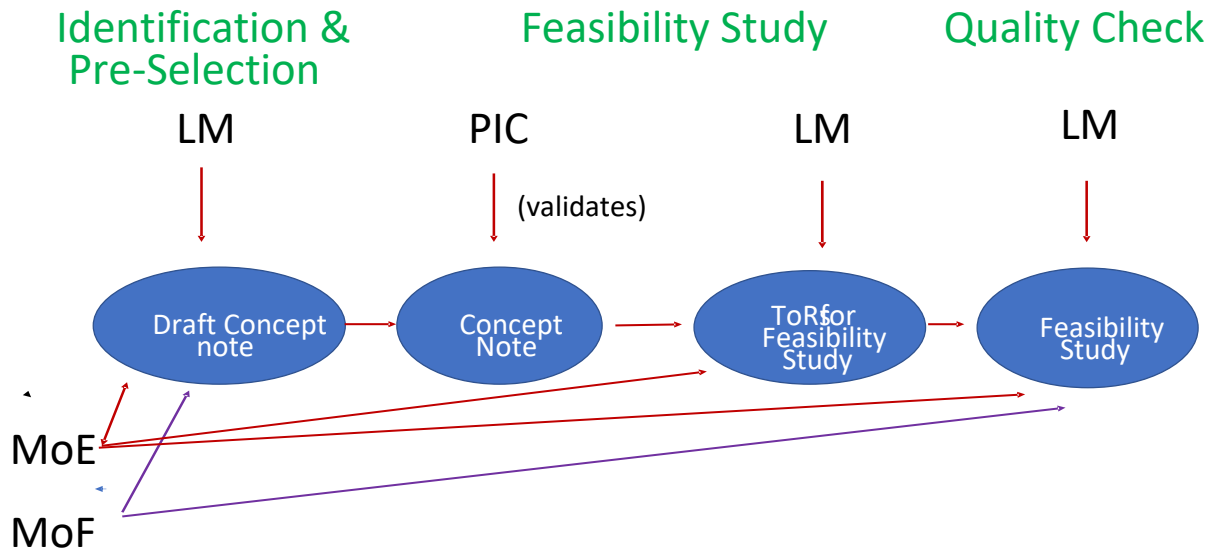 Identification &
Pre-Selection
Feasibility Study
Quality Check
LM
PIC
LM
LM
(validates)
Draft Concept
note
Concept
Note
ToRsfor
Feasibility
Study
Feasibility
Study
MoE
MoF